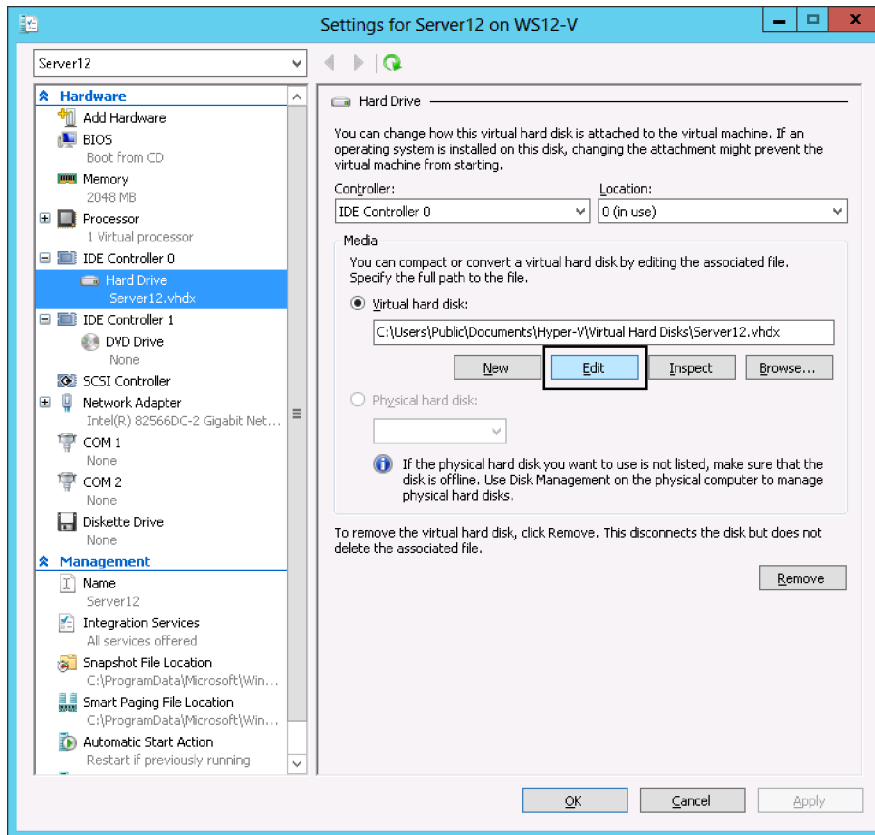 Settings for Server12 on WS12-V
Server12
Hardware
Add Hardware
BIOS
Boot from CD
Memory
2048 MB
Processor
1 Virtual processor
IDE Controller 0
Hard Drive
Server12.vhdx
IDE Controller 1
DVD Drive
None
SCSI Controller
Network Adapter
Intel(R) 82566DC-2 Gigabit Net...
COM 1
None
COM 2
None
Diskette Drive
None
Management
Name
Server12
Integration Services
All services offered
Snapshot File Location
C:\ProgramData\Microsoft\Win...
Smart Paging File Location
C:\ProgramData\Microsoft\Win...
Automatic Start Action
Restart if previously running
Hard Drive
You can change how this virtual hard disk is attached to the virtual machine. If an
operating system is installed on this disk, changing the attachment might prevent the
virtual machine from starting.
Controller:
Location:
IDE Controller 0
0 (in use)
Media
You can compact or convert a virtual hard disk by editing the associated file.
Specify the full path to the file.
Virtual hard disk:
C:\Users\Public\Documents\Hyper-V\Virtual Hard Disks\Server12.vhdx
New
Edit
Inspect
Browse...
Physical hard disk:
If the physical hard disk you want to use is not listed, make sure that the
disk is offline. Use Disk Management on the physical computer to manage
physical hard disks.
To remove the virtual hard disk, click Remove. This disconnects the disk but does not
delete the associated file.
Remove
OK
Cancel
Apply